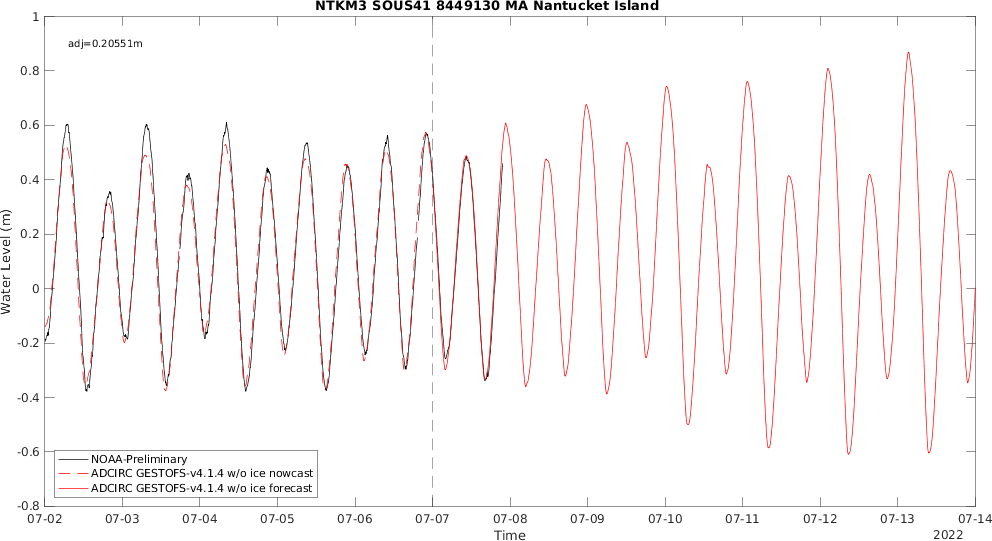 NTKM3 SOUS41 8449130 MA Nantucket Island
adj=0.20551m
Water Level (m)
1
0.8
0.6
0.4
0.2
0
-0.2
-0.4
-0.6
-0.8
NOAA-Preliminary
ADCIRC GESTOFS-v4.1.4 w/o ice nowcast
ADCIRC GESTOFS-v4.1.4 w/o ice forecast
07-02 07-03 07-04 07-05 07-06 07-07 07-08 07-09 07-10 07-11 07-12 07-13 07-14
Time
2022